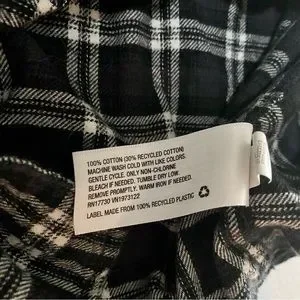 100% COTTON (30% RECYCLED COTTON)
MACHINE WASH COLD WITH LIKE COLORS.
GENTLE CYCLE. ONLY NON-CHLORINE
BLEACH IF NEEDED. TUMBLE DRY LOW.
REMOVE PROMPTLY. WARM IRON IF NEEDED.
RN17730 VN1973122
LABEL MADE FROM 100% RECYCLED PLASTIC